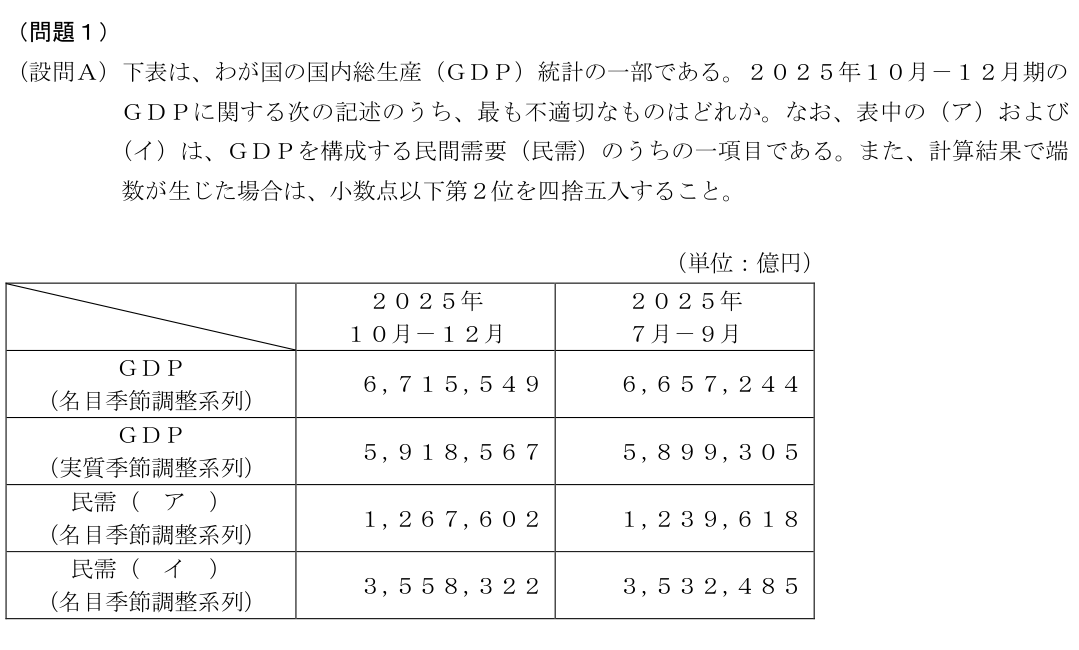 （問題１）
（設問Ａ）下表は、わが国の国内総生産（ＧＤＰ）統計の一部である。２０２５年１０月－１２月期の
ＧＤＰに関する次の記述のうち、最も不適切なものはどれか。なお、表中の（ア）および
（イ）は、ＧＤＰを構成する民間需要（民需）のうちの一項目である。また、計算結果で端
数が生じた場合は、小数点以下第２位を四捨五入すること。
（単位：億円）
２０２５年
１０月－１２月
２０２５年
７月－９月
ＧＤＰ
（名目季節調整系列）
６,７１５,５４９
６,６５７,２４４
ＧＤＰ
（実質季節調整系列）
５,９１８,５６７
５,８９９,３０５
民需（　ア　）
（名目季節調整系列）
１,２６７,６０２
１,２３９,６１８
民需（　イ　）
（名目季節調整系列）
３,５５８,３２２
３,５３２,４８５